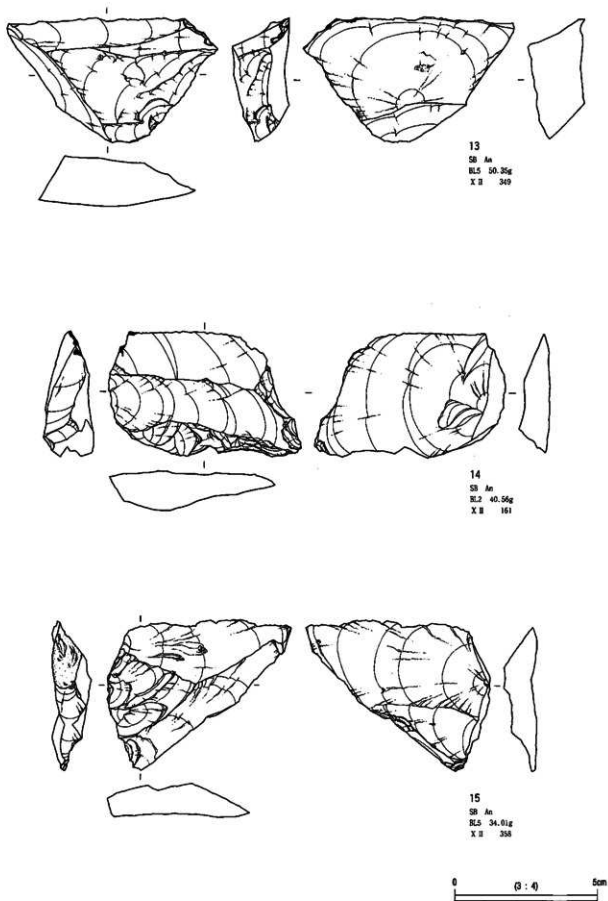 13
SB An
BL5 50.35g
X Ⅱ 349
14
SB An
BL2 40.56g
X Ⅱ 161
15
SB An
BL5 34.01g
X Ⅱ 358
0 (3 : 4) 5cm